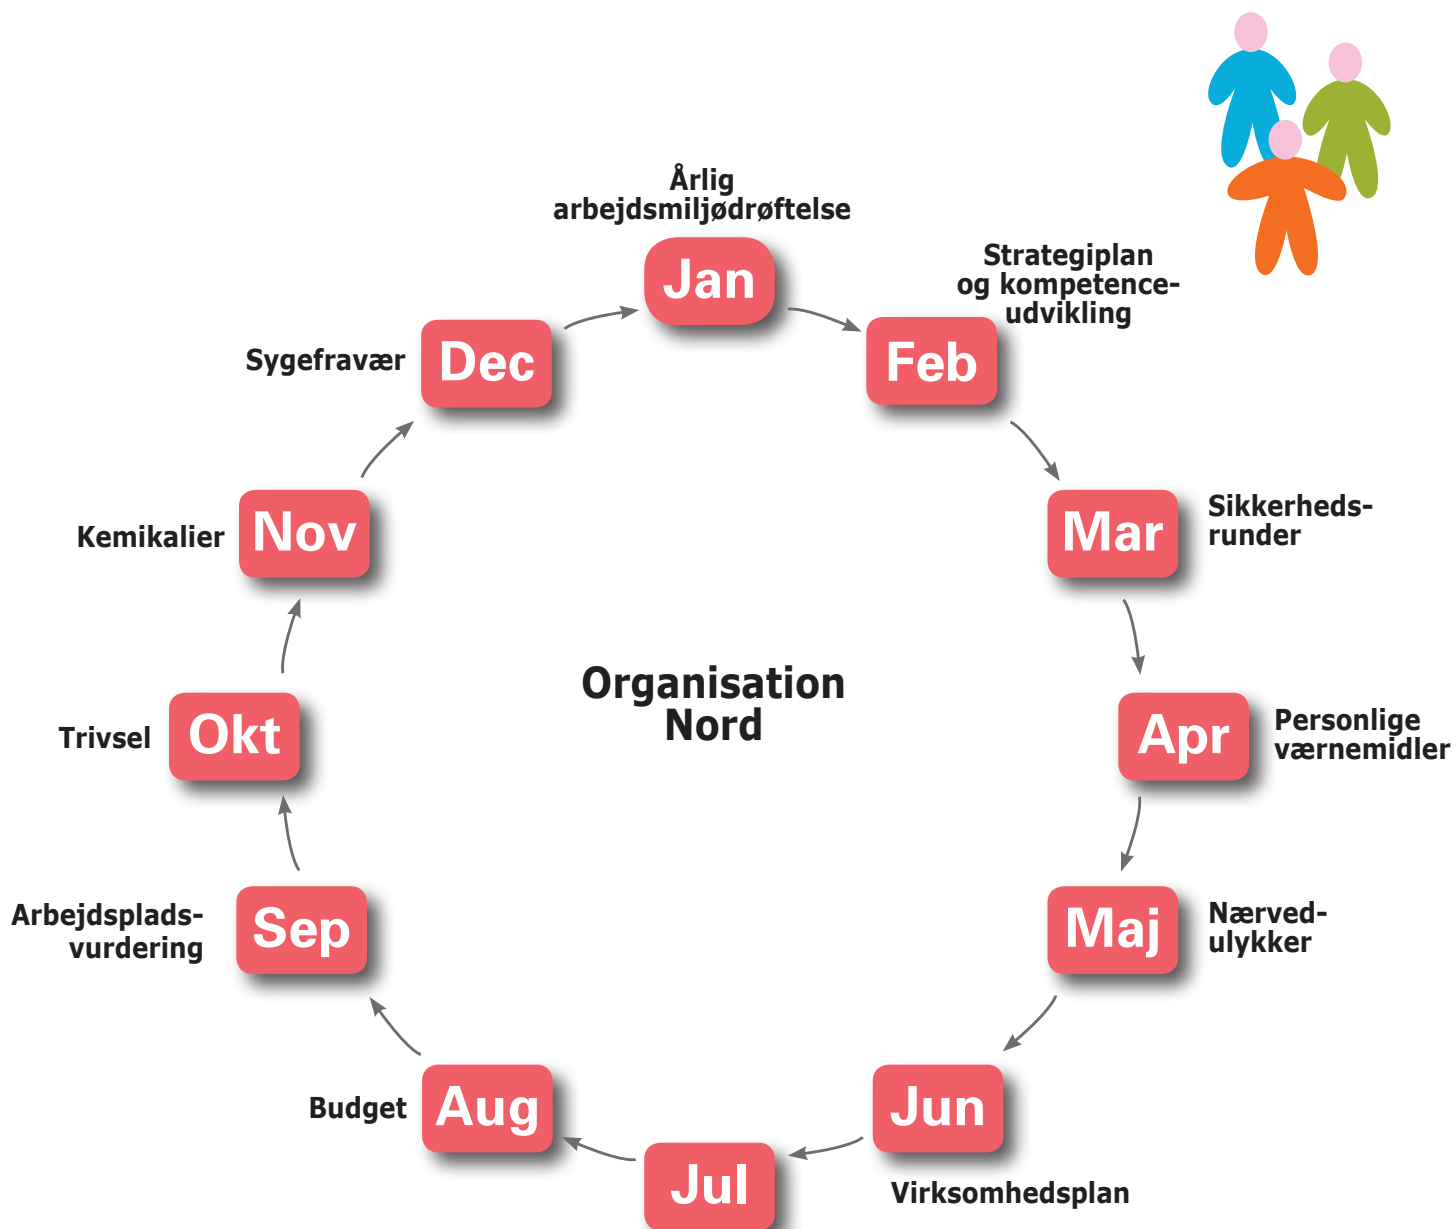 Årlig
arbejdsmiljødrøftelse
Jan
Strategiplan
og kompetence-
udvikling
Feb
Sikkerheds-
runder
Mar
Personlige
værnemidler
Apr
Nærved-
ulykker
Maj
Jun
Virksomhedsplan
Jul
Budget
Aug
Arbejdsplads-
vurdering
Sep
Trivsel
Okt
Kemikalier
Nov
Sygefravær
Dec
Organisation
Nord